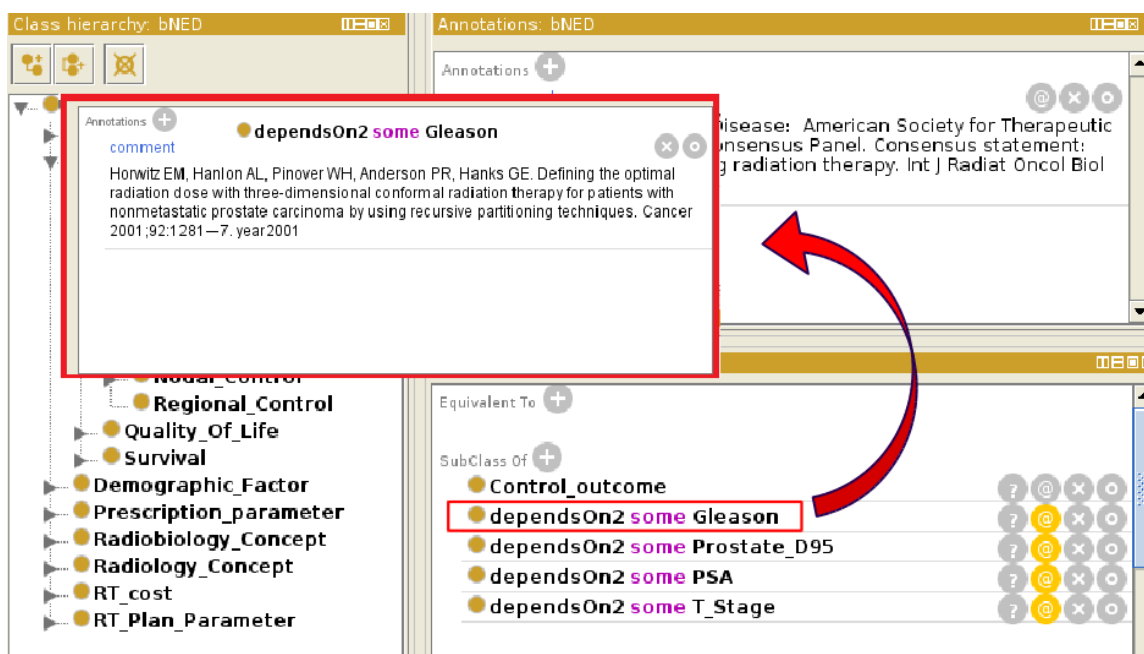 Class hierarchy: bNED
Annotations: bNED
Annotations
isease: American Society for Therapeutic
onsensus Panel. Consensus statement:
g radiation therapy. Int J Radiat Oncol Biol
Annotations
dependsOn2 some Gleason
comment
Horwitz EM, Hanlon AL, Pinover WH, Anderson PR, Hanks GE. Defining the optimal
radiation dose with three-dimensional conformal radiation therapy for patients with
nonmetastatic prostate carcinoma by using recursive partitioning techniques. Cancer
2001;92:1281—7. year2001
Nodal_Control
Regional_Control
Quality_Of_Life
Survival
Demographic_Factor
Prescription_parameter
Radiobiology_Concept
Radiology_Concept
RT_cost
RT_Plan_Parameter
Equivalent To
SubClass Of
Control_outcome
dependsOn2 some Gleason
dependsOn2 some Prostate_D95
dependsOn2 some PSA
dependsOn2 some T_Stage